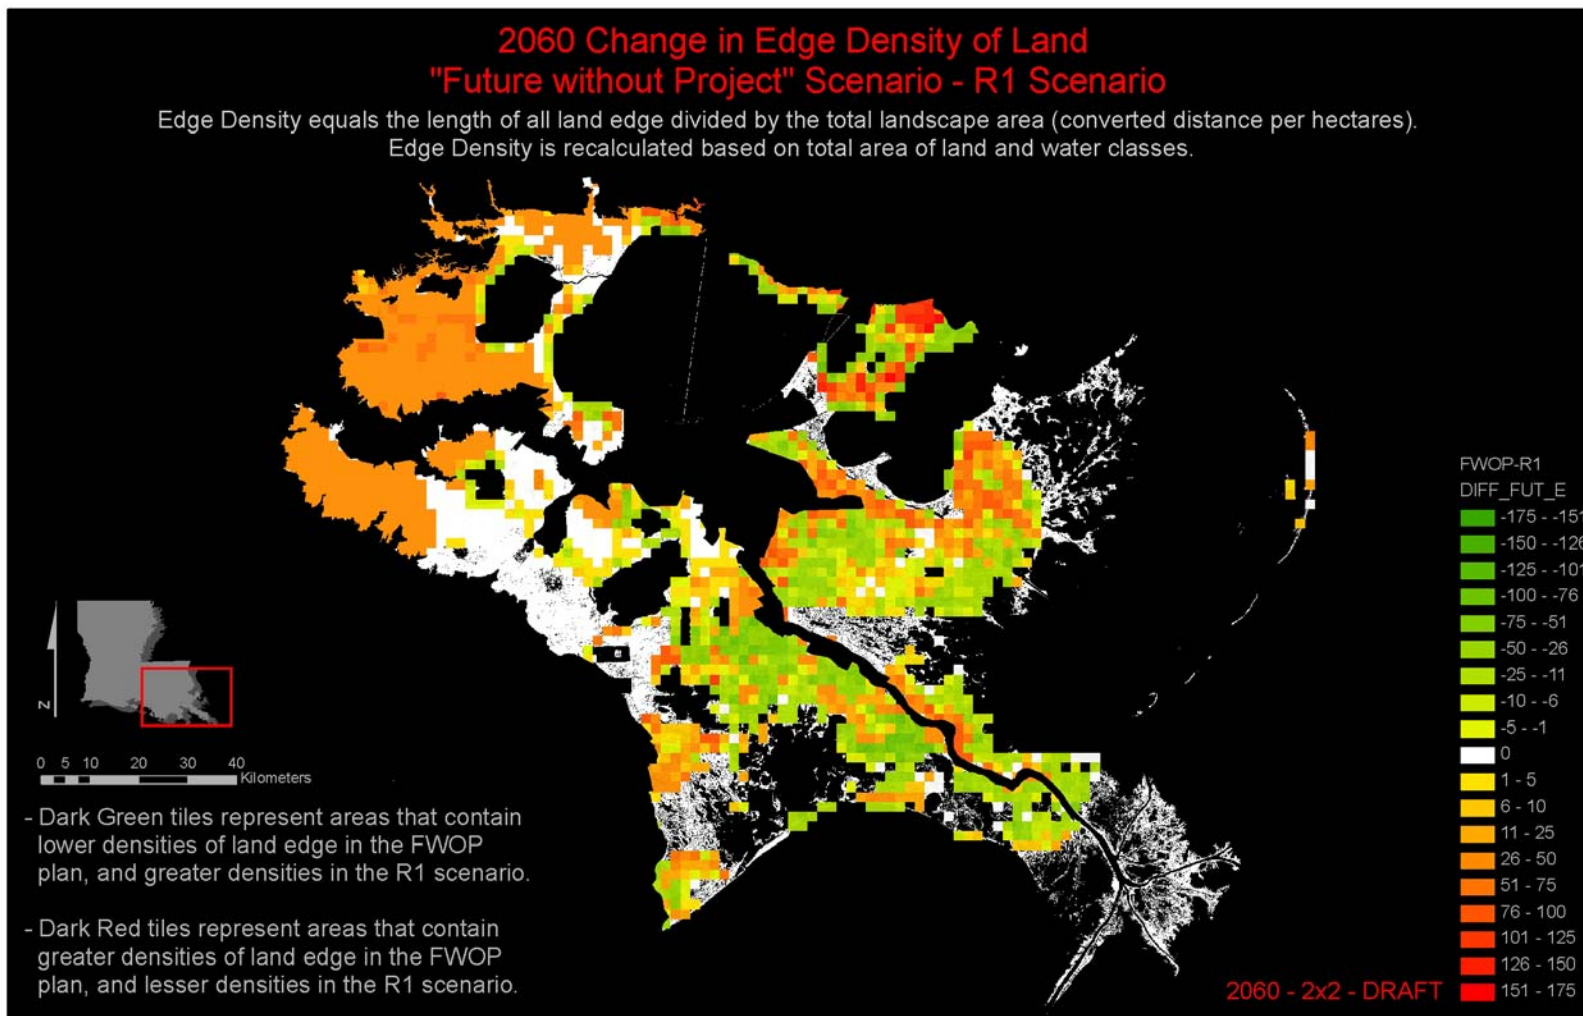 2060 Change in Edge Density of Land
"Future without Project" Scenario - R1 Scenario
Edge Density equals the length of all land edge divided by the total landscape area (converted distance per hectares).
Edge Density is recalculated based on total area of land and water classes.
FWOP-R1
DIFF_FUT_E
-175 - -151
-150 - -126
-125 - -101
-100 - -76
-75 - -51
-50 - -26
-25 - -11
-10 - -6
-5 - -1
0
1 - 5
6 - 10
11 - 25
26 - 50
51 - 75
76 - 100
101 - 125
126 - 150
151 - 175
N
0 5 10 20 30 40
Kilometers
- Dark Green tiles represent areas that contain
lower densities of land edge in the FWOP
plan, and greater densities in the R1 scenario.
- Dark Red tiles represent areas that contain
greater densities of land edge in the FWOP
plan, and lesser densities in the R1 scenario.
2060 - 2x2 - DRAFT